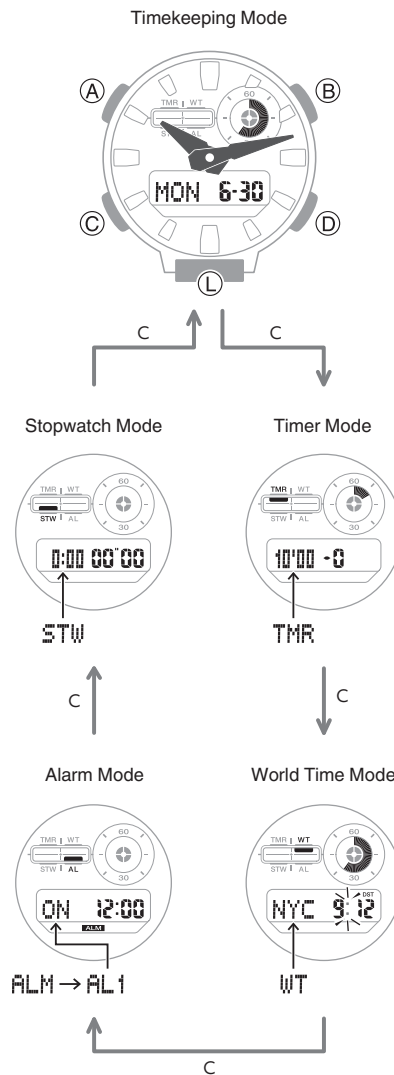 Timekeeping Mode
A
B
60
TMR WT
STW AL
MON 6-30
C
D
L
C
C
Stopwatch Mode
Timer Mode
60
TMR WT
STW AL
30
0:00 00"00
STW
60
TMR WT
STW AL
30
10'00 -0
TMR
C
C
Alarm Mode
World Time Mode
60
TMR WT
STW AL
30
ON 12:00
ALM
ALM → AL1
60
TMR WT
STW AL
30
DST
NYC 9:12
WT
C